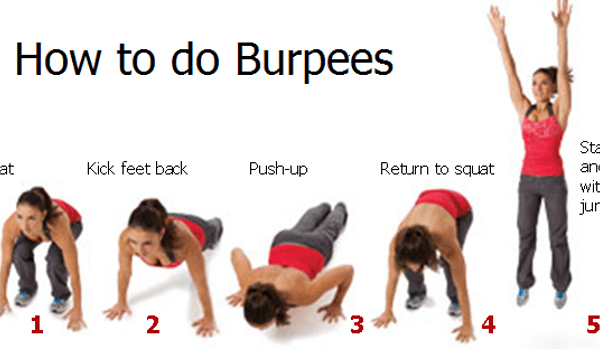 How to do Burpees
at
Kick feet back
Push-up
Return to squat
Sta
and
wit
jun
1
2
3
4
5